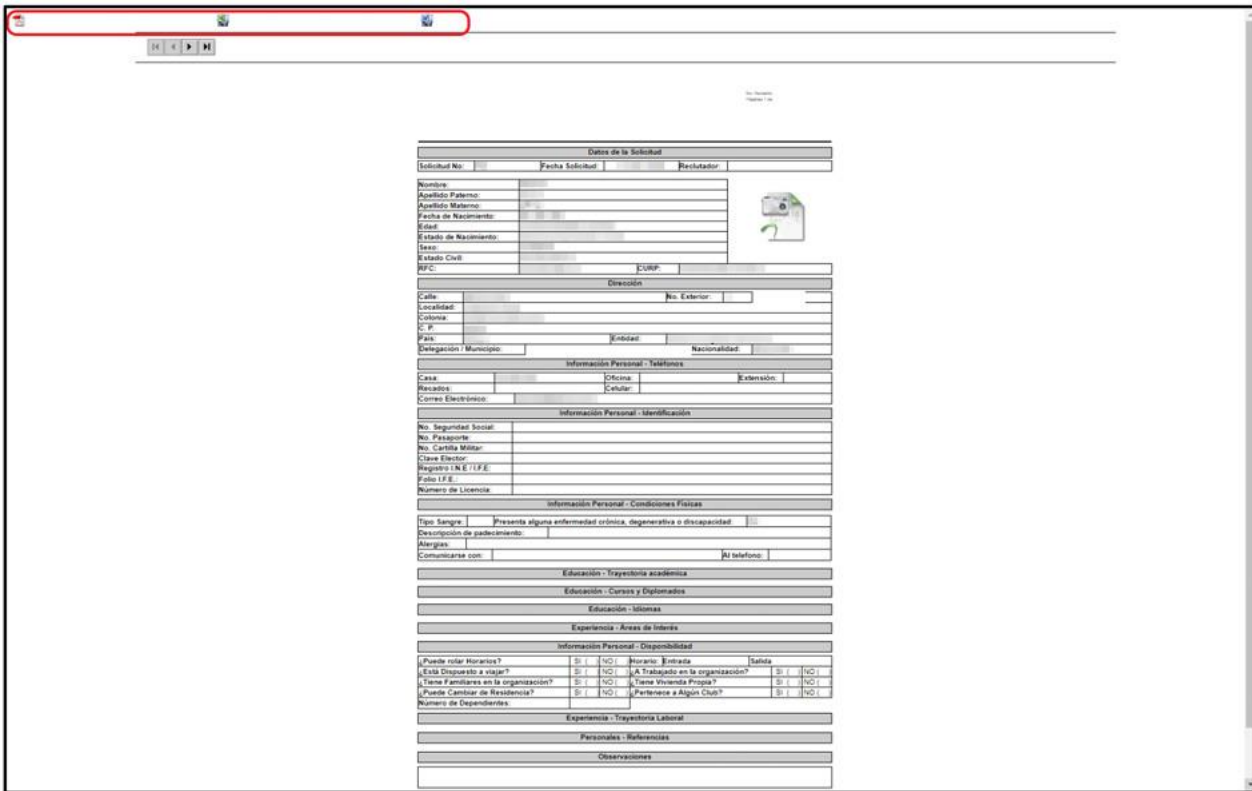 Datos de la Solicitud
Solicitud No: Fecha Solicitud: Reclutador:
Nombre:
Apellido Paterno:
Apellido Materno:
Fecha de Nacimiento:
Edad:
Estado de Nacimiento:
Sexo:
Estado Civil:
RFC: CURP:
Dirección
Calle: No. Exterior:
Localidad:
Colonia:
C. P.
País: Entidad:
Delegación / Municipio: Nacionalidad:
Información Personal - Teléfonos
Casa: Oficina: Extensión:
Recados: Celular:
Correo Electrónico:
Información Personal - Identificación
No. Seguridad Social:
No. Pasaporte:
No. Cartilla Militar:
Clave Elector:
Registro I.N.E / I.F.E:
Folio I.F.E.:
Número de Licencia:
Información Personal - Condiciones Físicas
Tipo Sangre: Presenta alguna enfermedad crónica, degenerativa o discapacidad:
Descripción de padecimiento:
Alergias:
Comunicarse con: Al telefono:
Educación - Trayectoria académica
Educación - Cursos y Diplomados
Educación - Idiomas
Experiencia - Areas de Interés
Información Personal - Disponibilidad
¿Puede rolar Horarios? SI ( ) NO ( ) Horario: Entrada Salida
¿Está Dispuesto a viajar? SI ( ) NO ( ) ¿A Trabajado en la organización? SI ( ) NO ( )
¿Tiene Familiares en la organización? SI ( ) NO ( ) ¿Tiene Vivienda Propia? SI ( ) NO ( )
¿Puede Cambiar de Residencia? SI ( ) NO ( ) ¿Pertenece a Algún Club? SI ( ) NO ( )
Número de Dependientes:
Experiencia - Trayectoria Laboral
Personales - Referencias
Observaciones